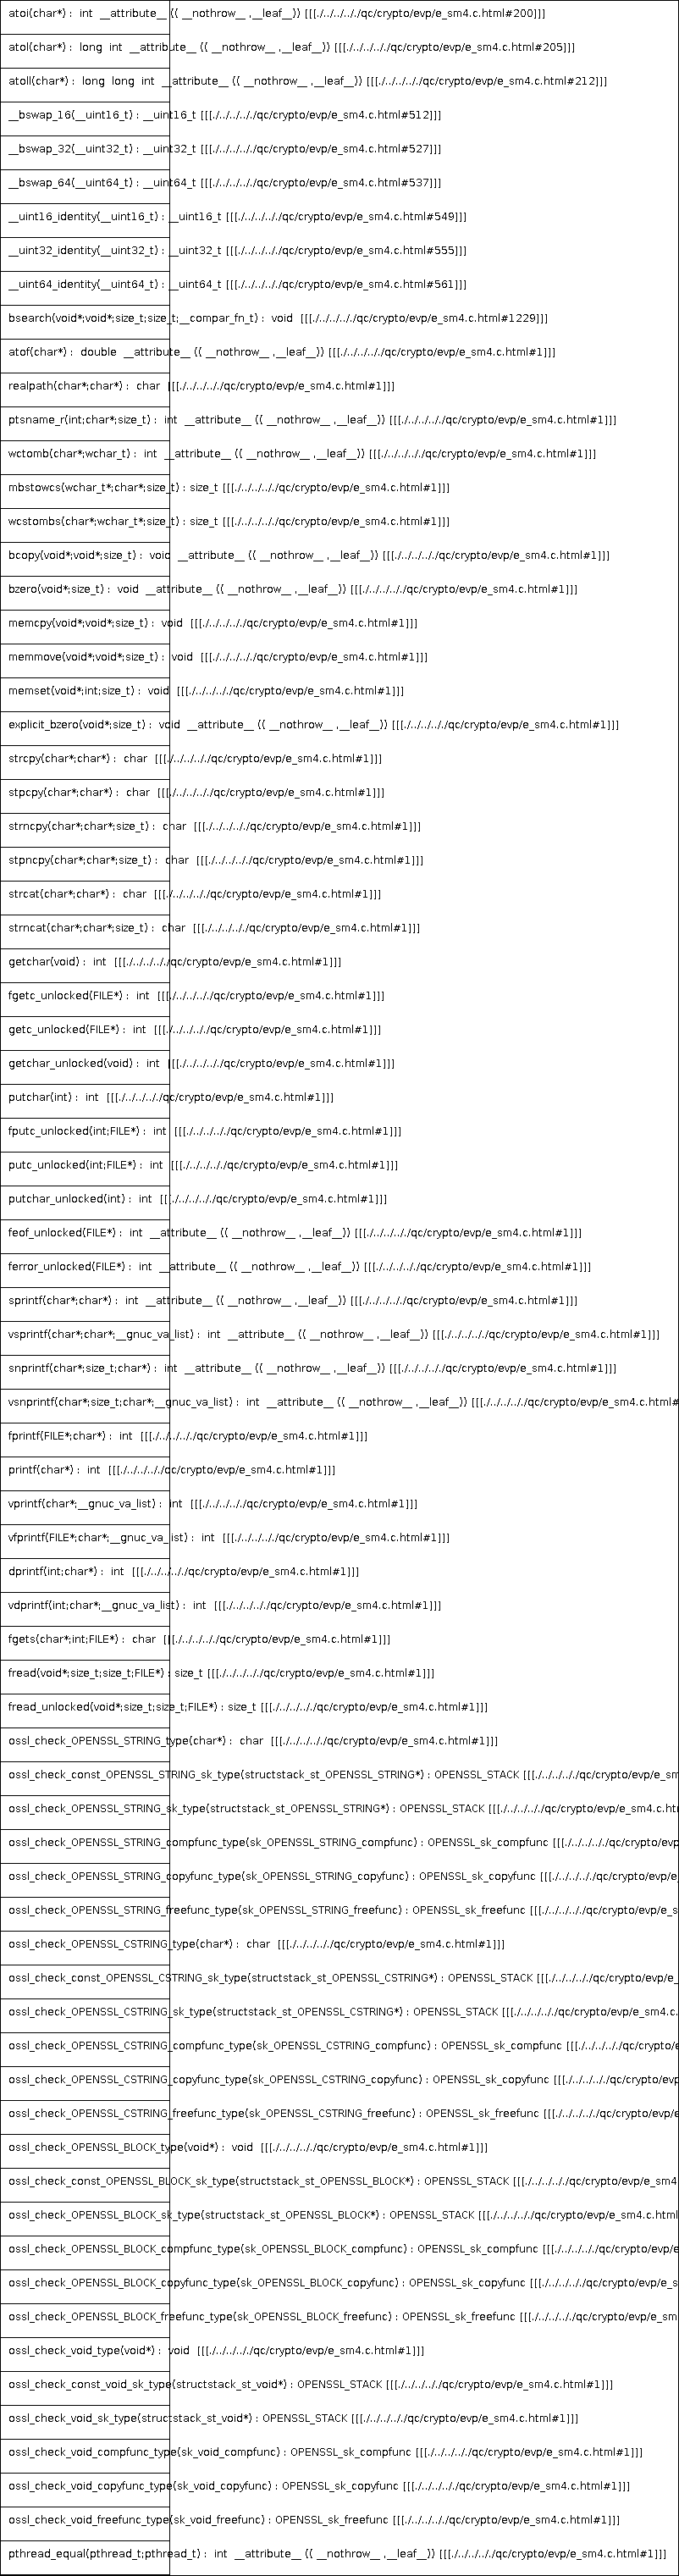 atoi(char*) : int __attribute__ (( __nothrow__ ,__leaf__)) [[[./../../../../qc/crypto/evp/e_sm4.c.html#200]]]
atol(char*) : long int __attribute__ (( __nothrow__ ,__leaf__)) [[[./../../../../qc/crypto/evp/e_sm4.c.html#205]]]
atoll(char*) : long long int __attribute__ (( __nothrow__ ,__leaf__)) [[[./../../../../qc/crypto/evp/e_sm4.c.html#212]]]
__bswap_16(__uint16_t) : __uint16_t [[[./../../../../qc/crypto/evp/e_sm4.c.html#512]]]
__bswap_32(__uint32_t) : __uint32_t [[[./../../../../qc/crypto/evp/e_sm4.c.html#527]]]
__bswap_64(__uint64_t) : __uint64_t [[[./../../../../qc/crypto/evp/e_sm4.c.html#537]]]
__uint16_identity(__uint16_t) : __uint16_t [[[./../../../../qc/crypto/evp/e_sm4.c.html#549]]]
__uint32_identity(__uint32_t) : __uint32_t [[[./../../../../qc/crypto/evp/e_sm4.c.html#555]]]
__uint64_identity(__uint64_t) : __uint64_t [[[./../../../../qc/crypto/evp/e_sm4.c.html#561]]]
bsearch(void*;void*;size_t;size_t;__compar_fn_t) : void [[[./../../../../qc/crypto/evp/e_sm4.c.html#1229]]]
atof(char*) : double __attribute__ (( __nothrow__ ,__leaf__)) [[[./../../../../qc/crypto/evp/e_sm4.c.html#1]]]
realpath(char*;char*) : char [[[./../../../../qc/crypto/evp/e_sm4.c.html#1]]]
ptsname_r(int;char*;size_t) : int __attribute__ (( __nothrow__ ,__leaf__)) [[[./../../../../qc/crypto/evp/e_sm4.c.html#1]]]
wctomb(char*;wchar_t) : int __attribute__ (( __nothrow__ ,__leaf__)) [[[./../../../../qc/crypto/evp/e_sm4.c.html#1]]]
mbstowcs(wchar_t*;char*;size_t) : size_t [[[./../../../../qc/crypto/evp/e_sm4.c.html#1]]]
wcstombs(char*;wchar_t*;size_t) : size_t [[[./../../../../qc/crypto/evp/e_sm4.c.html#1]]]
bcopy(void*;void*;size_t) : void __attribute__ (( __nothrow__ ,__leaf__)) [[[./../../../../qc/crypto/evp/e_sm4.c.html#1]]]
bzero(void*;size_t) : void __attribute__ (( __nothrow__ ,__leaf__)) [[[./../../../../qc/crypto/evp/e_sm4.c.html#1]]]
memcpy(void*;void*;size_t) : void [[[./../../../../qc/crypto/evp/e_sm4.c.html#1]]]
memmove(void*;void*;size_t) : void [[[./../../../../qc/crypto/evp/e_sm4.c.html#1]]]
memset(void*;int;size_t) : void [[[./../../../../qc/crypto/evp/e_sm4.c.html#1]]]
explicit_bzero(void*;size_t) : void __attribute__ (( __nothrow__ ,__leaf__)) [[[./../../../../qc/crypto/evp/e_sm4.c.html#1]]]
strcpy(char*;char*) : char [[[./../../../../qc/crypto/evp/e_sm4.c.html#1]]]
stpcpy(char*;char*) : char [[[./../../../../qc/crypto/evp/e_sm4.c.html#1]]]
strncpy(char*;char*;size_t) : char [[[./../../../../qc/crypto/evp/e_sm4.c.html#1]]]
stpncpy(char*;char*;size_t) : char [[[./../../../../qc/crypto/evp/e_sm4.c.html#1]]]
strcat(char*;char*) : char [[[./../../../../qc/crypto/evp/e_sm4.c.html#1]]]
strncat(char*;char*;size_t) : char [[[./../../../../qc/crypto/evp/e_sm4.c.html#1]]]
getchar(void) : int [[[./../../../../qc/crypto/evp/e_sm4.c.html#1]]]
fgetc_unlocked(FILE*) : int [[[./../../../../qc/crypto/evp/e_sm4.c.html#1]]]
getc_unlocked(FILE*) : int [[[./../../../../qc/crypto/evp/e_sm4.c.html#1]]]
getchar_unlocked(void) : int [[[./../../../../qc/crypto/evp/e_sm4.c.html#1]]]
putchar(int) : int [[[./../../../../qc/crypto/evp/e_sm4.c.html#1]]]
fputc_unlocked(int;FILE*) : int [[[./../../../../qc/crypto/evp/e_sm4.c.html#1]]]
putc_unlocked(int;FILE*) : int [[[./../../../../qc/crypto/evp/e_sm4.c.html#1]]]
putchar_unlocked(int) : int [[[./../../../../qc/crypto/evp/e_sm4.c.html#1]]]
feof_unlocked(FILE*) : int __attribute__ (( __nothrow__ ,__leaf__)) [[[./../../../../qc/crypto/evp/e_sm4.c.html#1]]]
ferror_unlocked(FILE*) : int __attribute__ (( __nothrow__ ,__leaf__)) [[[./../../../../qc/crypto/evp/e_sm4.c.html#1]]]
sprintf(char*;char*) : int __attribute__ (( __nothrow__ ,__leaf__)) [[[./../../../../qc/crypto/evp/e_sm4.c.html#1]]]
vsprintf(char*;char*;__gnuc_va_list) : int __attribute__ (( __nothrow__ ,__leaf__)) [[[./../../../../qc/crypto/evp/e_sm4.c.html#1]]]
snprintf(char*;size_t;char*) : int __attribute__ (( __nothrow__ ,__leaf__)) [[[./../../../../qc/crypto/evp/e_sm4.c.html#1]]]
vsnprintf(char*;size_t;char*;__gnuc_va_list) : int __attribute__ (( __nothrow__ ,__leaf__)) [[[./../../../../qc/crypto/evp/e_sm4.c.html#
fprintf(FILE*;char*) : int [[[./../../../../qc/crypto/evp/e_sm4.c.html#1]]]
printf(char*) : int [[[./../../../../qc/crypto/evp/e_sm4.c.html#1]]]
vprintf(char*;__gnuc_va_list) : int [[[./../../../../qc/crypto/evp/e_sm4.c.html#1]]]
vfprintf(FILE*;char*;__gnuc_va_list) : int [[[./../../../../qc/crypto/evp/e_sm4.c.html#1]]]
dprintf(int;char*) : int [[[./../../../../qc/crypto/evp/e_sm4.c.html#1]]]
vdprintf(int;char*;__gnuc_va_list) : int [[[./../../../../qc/crypto/evp/e_sm4.c.html#1]]]
fgets(char*;int;FILE*) : char [[[./../../../../qc/crypto/evp/e_sm4.c.html#1]]]
fread(void*;size_t;size_t;FILE*) : size_t [[[./../../../../qc/crypto/evp/e_sm4.c.html#1]]]
fread_unlocked(void*;size_t;size_t;FILE*) : size_t [[[./../../../../qc/crypto/evp/e_sm4.c.html#1]]]
ossl_check_OPENSSL_STRING_type(char*) : char [[[./../../../../qc/crypto/evp/e_sm4.c.html#1]]]
ossl_check_const_OPENSSL_STRING_sk_type(structstack_st_OPENSSL_STRING*) : OPENSSL_STACK [[[./../../../../qc/crypto/evp/e_sm
ossl_check_OPENSSL_STRING_sk_type(structstack_st_OPENSSL_STRING*) : OPENSSL_STACK [[[./../../../../qc/crypto/evp/e_sm4.c.ht
ossl_check_OPENSSL_STRING_compfunc_type(sk_OPENSSL_STRING_compfunc) : OPENSSL_sk_compfunc [[[./../../../../qc/crypto/evp
ossl_check_OPENSSL_STRING_copyfunc_type(sk_OPENSSL_STRING_copyfunc) : OPENSSL_sk_copyfunc [[[./../../../../qc/crypto/evp/e_
ossl_check_OPENSSL_STRING_freefunc_type(sk_OPENSSL_STRING_freefunc) : OPENSSL_sk_freefunc [[[./../../../../qc/crypto/evp/e_s
ossl_check_OPENSSL_CSTRING_type(char*) : char [[[./../../../../qc/crypto/evp/e_sm4.c.html#1]]]
ossl_check_const_OPENSSL_CSTRING_sk_type(structstack_st_OPENSSL_CSTRING*) : OPENSSL_STACK [[[./../../../../qc/crypto/evp/e_
ossl_check_OPENSSL_CSTRING_sk_type(structstack_st_OPENSSL_CSTRING*) : OPENSSL_STACK [[[./../../../../qc/crypto/evp/e_sm4.c.
ossl_check_OPENSSL_CSTRING_compfunc_type(sk_OPENSSL_CSTRING_compfunc) : OPENSSL_sk_compfunc [[[./../../../../qc/crypto/e
ossl_check_OPENSSL_CSTRING_copyfunc_type(sk_OPENSSL_CSTRING_copyfunc) : OPENSSL_sk_copyfunc [[[./../../../../qc/crypto/evp
ossl_check_OPENSSL_CSTRING_freefunc_type(sk_OPENSSL_CSTRING_freefunc) : OPENSSL_sk_freefunc [[[./../../../../qc/crypto/evp/e
ossl_check_OPENSSL_BLOCK_type(void*) : void [[[./../../../../qc/crypto/evp/e_sm4.c.html#1]]]
ossl_check_const_OPENSSL_BLOCK_sk_type(structstack_st_OPENSSL_BLOCK*) : OPENSSL_STACK [[[./../../../../qc/crypto/evp/e_sm4
ossl_check_OPENSSL_BLOCK_sk_type(structstack_st_OPENSSL_BLOCK*) : OPENSSL_STACK [[[./../../../../qc/crypto/evp/e_sm4.c.html
ossl_check_OPENSSL_BLOCK_compfunc_type(sk_OPENSSL_BLOCK_compfunc) : OPENSSL_sk_compfunc [[[./../../../../qc/crypto/evp/e
ossl_check_OPENSSL_BLOCK_copyfunc_type(sk_OPENSSL_BLOCK_copyfunc) : OPENSSL_sk_copyfunc [[[./../../../../qc/crypto/evp/e_s
ossl_check_OPENSSL_BLOCK_freefunc_type(sk_OPENSSL_BLOCK_freefunc) : OPENSSL_sk_freefunc [[[./../../../../qc/crypto/evp/e_sm
ossl_check_void_type(void*) : void [[[./../../../../qc/crypto/evp/e_sm4.c.html#1]]]
ossl_check_const_void_sk_type(structstack_st_void*) : OPENSSL_STACK [[[./../../../../qc/crypto/evp/e_sm4.c.html#1]]]
ossl_check_void_sk_type(structstack_st_void*) : OPENSSL_STACK [[[./../../../../qc/crypto/evp/e_sm4.c.html#1]]]
ossl_check_void_compfunc_type(sk_void_compfunc) : OPENSSL_sk_compfunc [[[./../../../../qc/crypto/evp/e_sm4.c.html#1]]]
ossl_check_void_copyfunc_type(sk_void_copyfunc) : OPENSSL_sk_copyfunc [[[./../../../../qc/crypto/evp/e_sm4.c.html#1]]]
ossl_check_void_freefunc_type(sk_void_freefunc) : OPENSSL_sk_freefunc [[[./../../../../qc/crypto/evp/e_sm4.c.html#1]]]
pthread_equal(pthread_t;pthread_t) : int __attribute__ (( __nothrow__ ,__leaf__)) [[[./../../../../qc/crypto/evp/e_sm4.c.html#1]]]